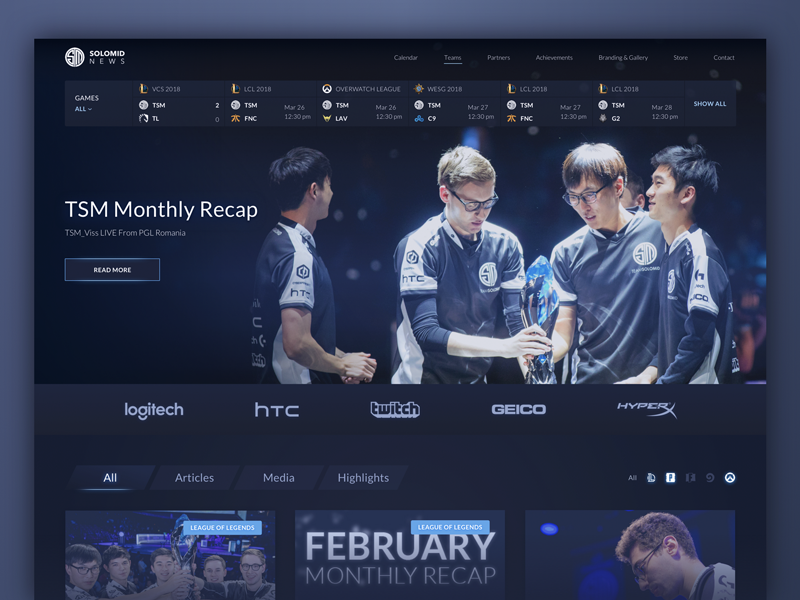 SOLOMID
NEWS
Calendar Teams Partners Achievements Branding & Gallery Store Contact
GAMES
ALL
VCS 2018
TSM 2
TL 0
LCL 2018
TSM Mar 26
FNC 12:30 pm
OVERWATCH LEAGUE
TSM Mar 26
LAV 12:30 pm
WESG 2018
TSM Mar 27
C9 12:30 pm
LCL 2018
TSM Mar 27
FNC 12:30 pm
LCL 2018
TSM Mar 28
G2 12:30 pm
SHOW ALL
TSM Monthly Recap
TSM_Viss LIVE From PGL Romania
READ MORE
hTC
hTC
TEAM SOLOMID
logitech hTC twitch GEICO HYPERX
All Articles Media Highlights
All
LEAGUE OF LEGENDS
LEAGUE OF LEGENDS
FEBRUARY
MONTHLY RECAP